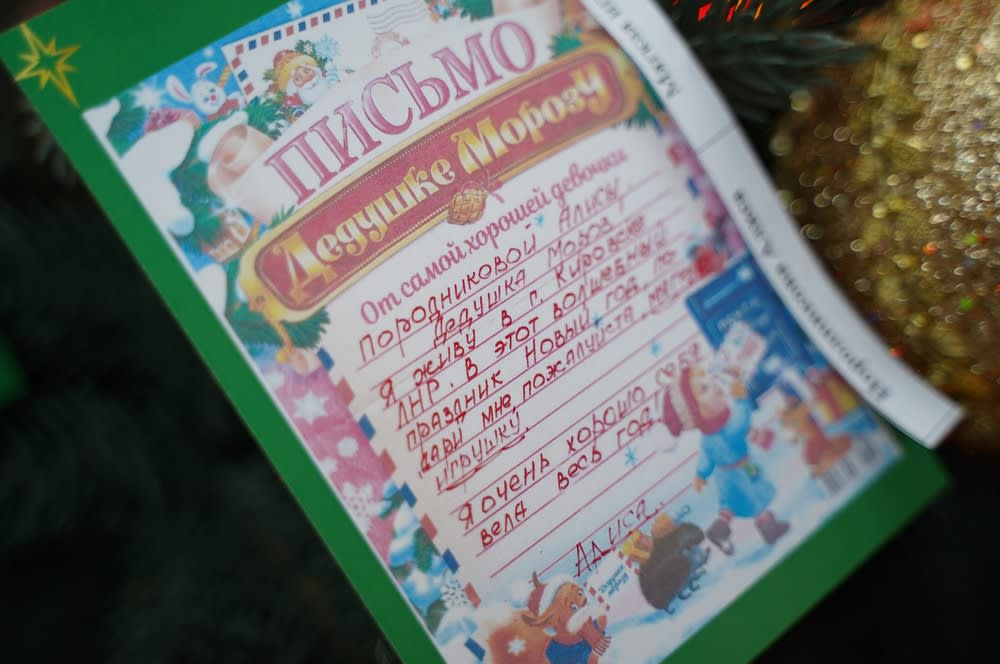 ПИСЬМО
Дедушке Морозу
От самой хорошей девочки
Породниковой Алисы.
Дедушка Мороз
Я живу в г. Кировске
ЛНР. В этот волшебный
праздник Новый год, по-
дари мне, пожалуйста, мягкую
игрушку.
Я очень хорошо себя
вела весь год!
Алиса.